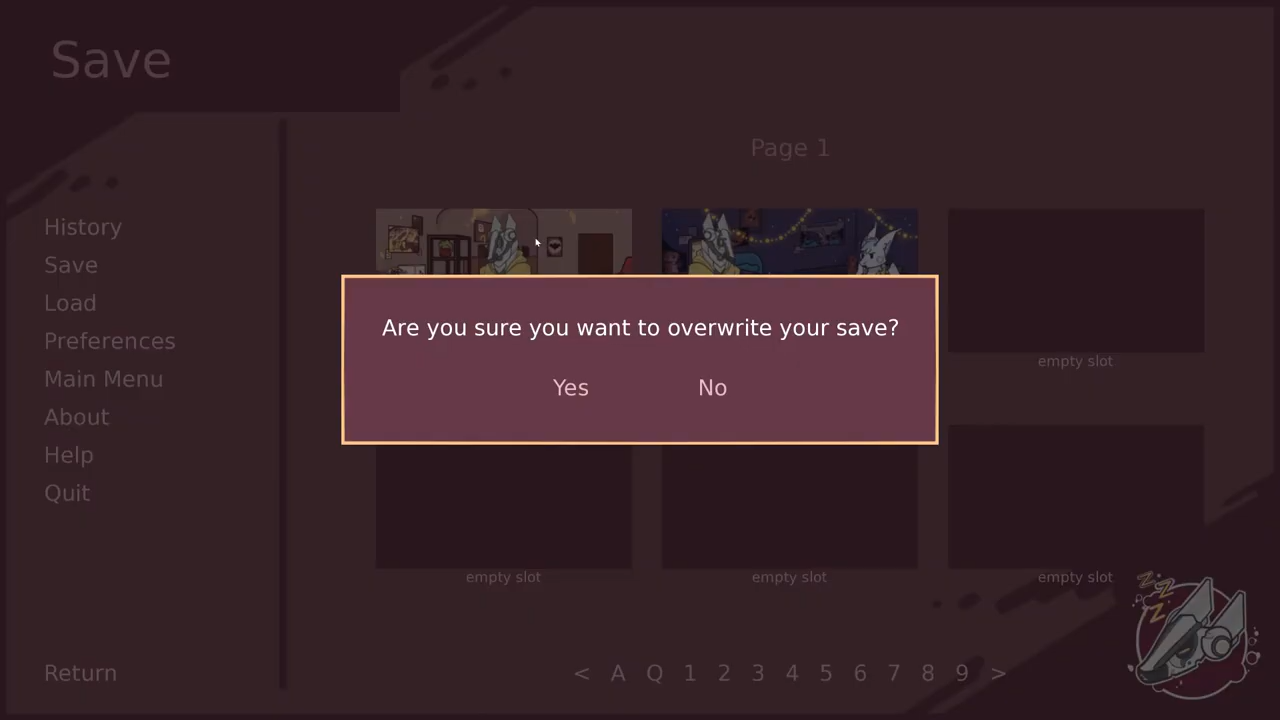 Save
Page 1
History
Save
Load
Preferences
Main Menu
About
Help
Quit
Are you sure you want to overwrite your save?
Yes No
empty slot
empty slot empty slot empty slot
Return
< A Q 1 2 3 4 5 6 7 8 9 >
z z z